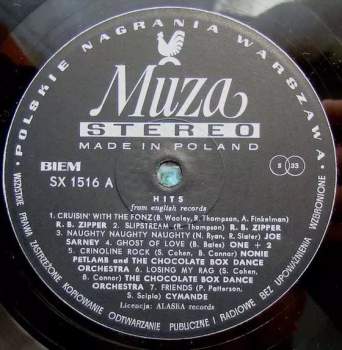 POLSKIE NAGRANIA WARSZAWA
Muza
STEREO
MADE IN POLAND
BIEM
SX 1516 A
S 33
HITS
from english records
1. CRUISIN' WITH THE FONZ (B. Wooley, R. Thompson, A. Finkelman)
R. B. ZIPPER 2. SLIPSTREAM (R. Thompson) R. B. ZIPPER
3. NAUGHTY NAUGHTY NAUGHTY (N. Ryan, R. Slater) JOE
SARNEY 4. GHOST OF LOVE (B. Bales) ONE + 2
5. CRINOLINE ROCK (S. Cohen, B. Connor) NONIE
PETLAMB and THE CHOCOLATE BOX DANCE
ORCHESTRA 6. LOSING MY RAG (S. Cohen,
B. Connor) THE CHOCOLATE BOX DANCE
ORCHESTRA 7. FRIENDS (P. Patterson,
S. Scipio) CYMANDE
Licencja: ALASKA records
WSZYSTKIE PRAWA ZASTRZEŻONE KOPIOWANIE ODTWARZANIE PUBLICZNE I RADIOWE BEZ UPOWAŻNIENIA WZBRONIONE